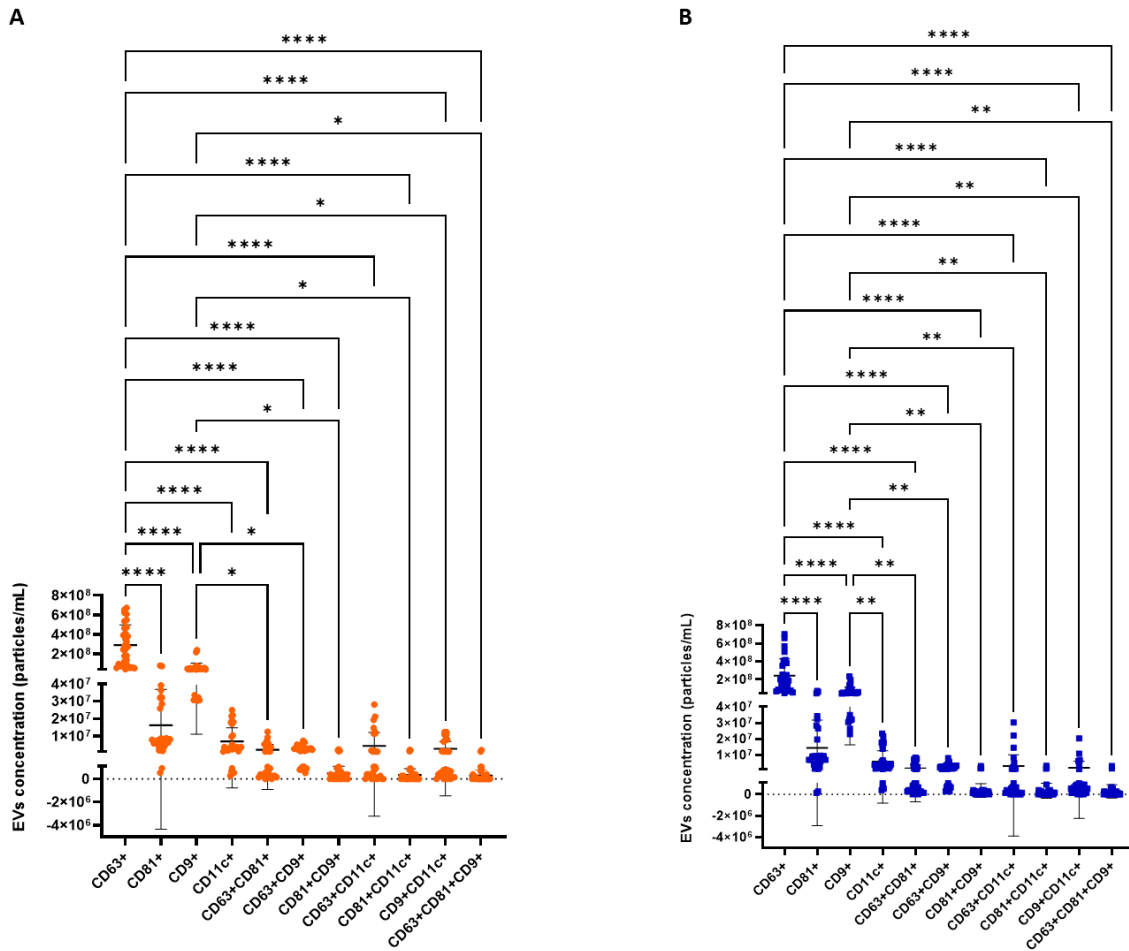 A
****
****
*
****
*
****
*
****
****
*
****
****
****
*
****
*
EVs concentration (particles/mL)
8×10⁸
6×10⁸
4×10⁸
2×10⁸
4×10⁷
3×10⁷
2×10⁷
1×10⁷
0
-2×10⁶
-4×10⁶
CD63+
CD81+
CD9+
CD11c+
CD63+CD81+
CD63+CD9+
CD81+CD9+
CD63+CD11c+
CD81+CD11c+
CD9+CD11c+
CD63+CD81+CD9+
B
****
****
**
****
**
****
**
****
**
****
**
****
**
****
****
**
****
**
EVs concentration (particles/mL)
8×10⁸
6×10⁸
4×10⁸
2×10⁸
4×10⁷
3×10⁷
2×10⁷
1×10⁷
0
-2×10⁶
-4×10⁶
CD63+
CD81+
CD9+
CD11c+
CD63+CD81+
CD63+CD9+
CD81+CD9+
CD63+CD11c+
CD81+CD11c+
CD9+CD11c+
CD63+CD81+CD9+